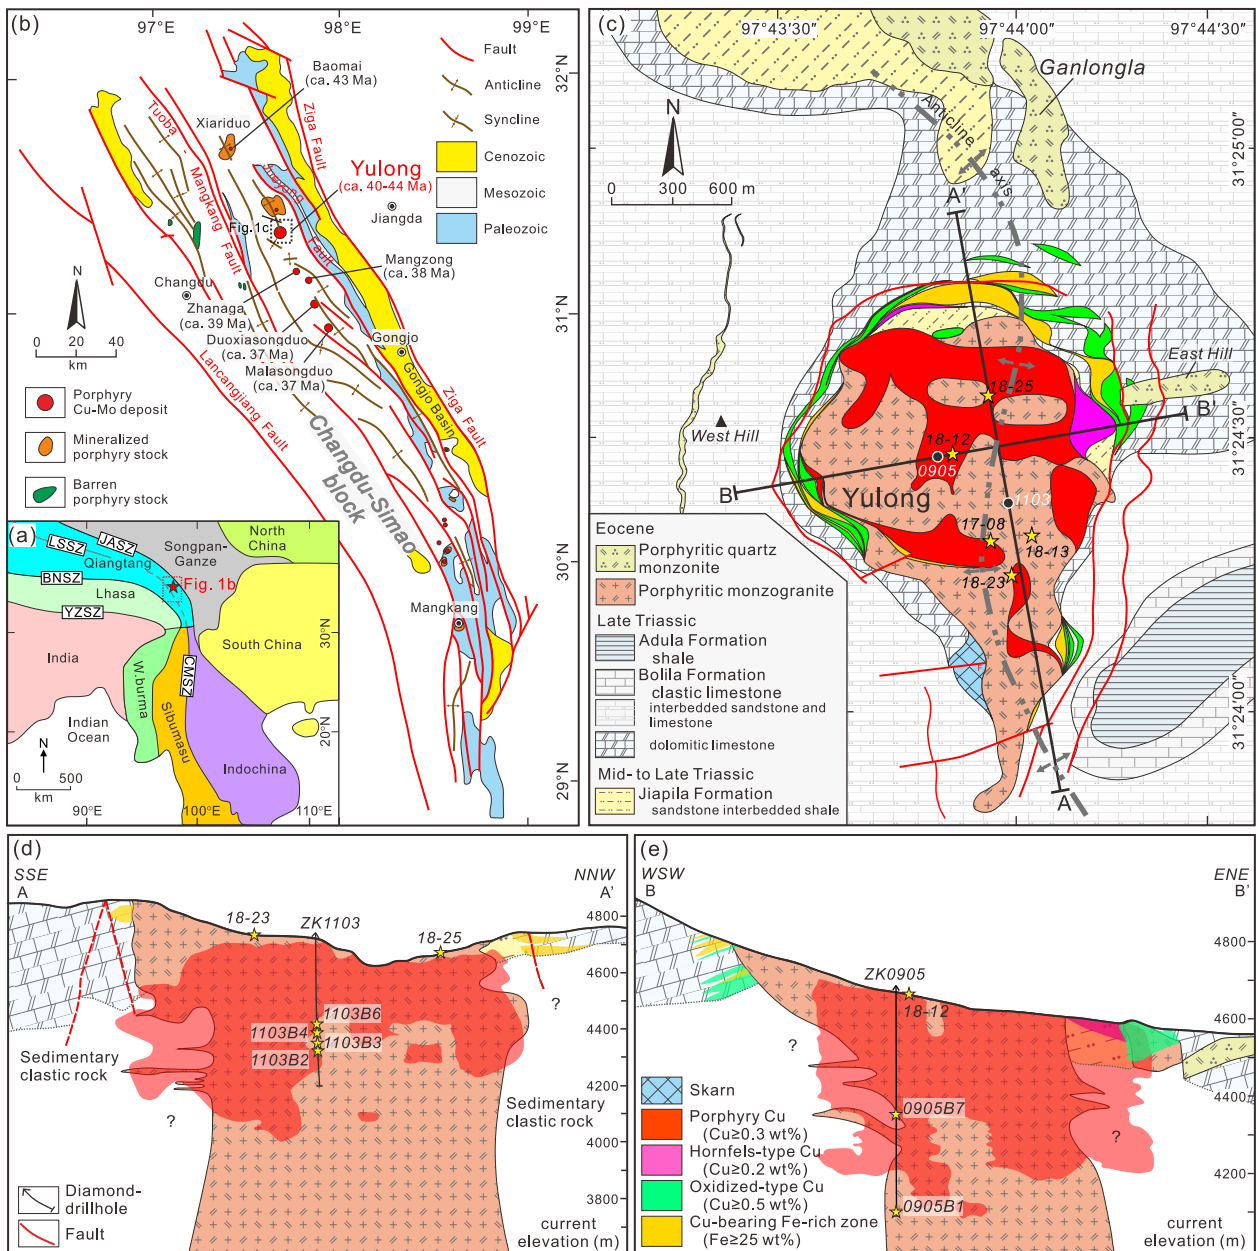 (b)
97°E
98°E
99°E
32°N
31°N
30°N
29°N
Baomai
(ca. 43 Ma)
Xiariduo
Tuoba
- Mangkang
Fault
Ziga Fault
Jiaying
Fault
Yulong
(ca. 40-44 Ma)
Fig.1c
Jiangda
Fault
Anticline
Syncline
Cenozoic
Mesozoic
Paleozoic
Mangzong
(ca. 38 Ma)
Changdu
Zhanaga
(ca. 39 Ma)
Duoxiasongduo
(ca. 37 Ma)
Malasongduo
(ca. 37 Ma)
Gongjo
Gongjo Basin
Ziga Fault
Lancangjiang Fault
Changdu-Simao
block
Mangkang
N
0 20 40
km
Porphyry
Cu-Mo deposit
Mineralized
porphyry stock
Barren
porphyry stock
(a)
LSSZ
JASZ
Qiangtang
Songpan-
Ganze
North
China
BNSZ
Lhasa
Fig. 1b
YZSZ
South China
India
W.burma
CMSZ
Sibumasu
Indochina
Indian
Ocean
N
0 500
km
90°E
100°E
110°E
30°N
20°N
(c)
97°43′30″
97°44′00″
97°44′30″
31°25′00″
31°24′30″
31°24′00″
N
0 300 600 m
Ganlongla
Anticline
axis
A'
East Hill
West Hill
18-25
18-12
0905
B
B'
Yulong
1103
17-08
18-13
18-23
A
Eocene
Porphyritic quartz
monzonite
Porphyritic monzogranite
Late Triassic
Adula Formation
shale
Bolila Formation
clastic limestone
interbedded sandstone and
limestone
dolomitic limestone
Mid- to Late Triassic
Jiapila Formation
sandstone interbedded shale
(d)
SSE
A
NNW
A'
18-23
ZK1103
18-25
4800
4600
4400
4200
4000
3800
1103B6
1103B4
1103B3
1103B2
Sedimentary
clastic rock
?
?
Sedimentary
clastic rock
Diamond-
drillhole
Fault
current
elevation (m)
(e)
WSW
B
ENE
B'
ZK0905
18-12
4800
4600
4400
4200
?
0905B7
?
0905B1
Skarn
Porphyry Cu
(Cu≥0.3 wt%)
Hornfels-type Cu
(Cu≥0.2 wt%)
Oxidized-type Cu
(Cu≥0.5 wt%)
Cu-bearing Fe-rich zone
(Fe≥25 wt%)
current
elevation (m)